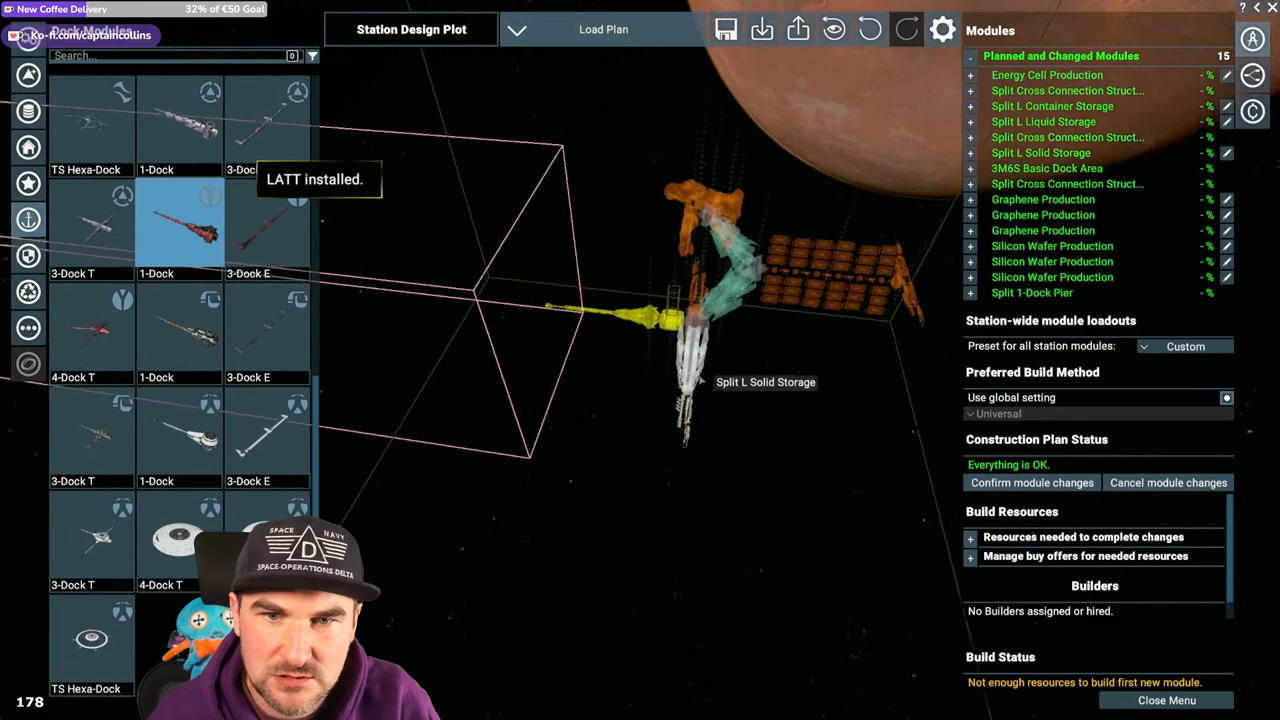 New Coffee Delivery
32% of €50 Goal
Dock Modules
Ko-fi.com/captaincollins
Search...
0
TS Hexa-Dock
1-Dock
LATT installed.
3-Dock T
1-Dock
3-Dock E
4-Dock T
1-Dock
3-Dock E
3-Dock T
1-Dock
3-Dock E
3-Dock T
4-Dock T
TS Hexa-Dock
178
SPACE NAVY
D
SPACE-OPERATIONS-DELTA
Station Design Plot
Load Plan
Split L Solid Storage
Modules
- Planned and Changed Modules 15
+ Energy Cell Production - %
+ Split Cross Connection Struct... - %
+ Split L Container Storage - %
+ Split L Liquid Storage - %
+ Split Cross Connection Struct... - %
+ Split L Solid Storage - %
+ 3M6S Basic Dock Area - %
+ Split Cross Connection Struct... - %
+ Graphene Production - %
+ Graphene Production - %
+ Graphene Production - %
+ Silicon Wafer Production - %
+ Silicon Wafer Production - %
+ Silicon Wafer Production - %
+ Split 1-Dock Pier - %
Station-wide module loadouts
Preset for all station modules: Custom
Preferred Build Method
Use global setting
Universal
Construction Plan Status
Everything is OK.
Confirm module changes Cancel module changes
Build Resources
+ Resources needed to complete changes
+ Manage buy offers for needed resources
Builders
No Builders assigned or hired.
Build Status
Not enough resources to build first new module.
Close Menu